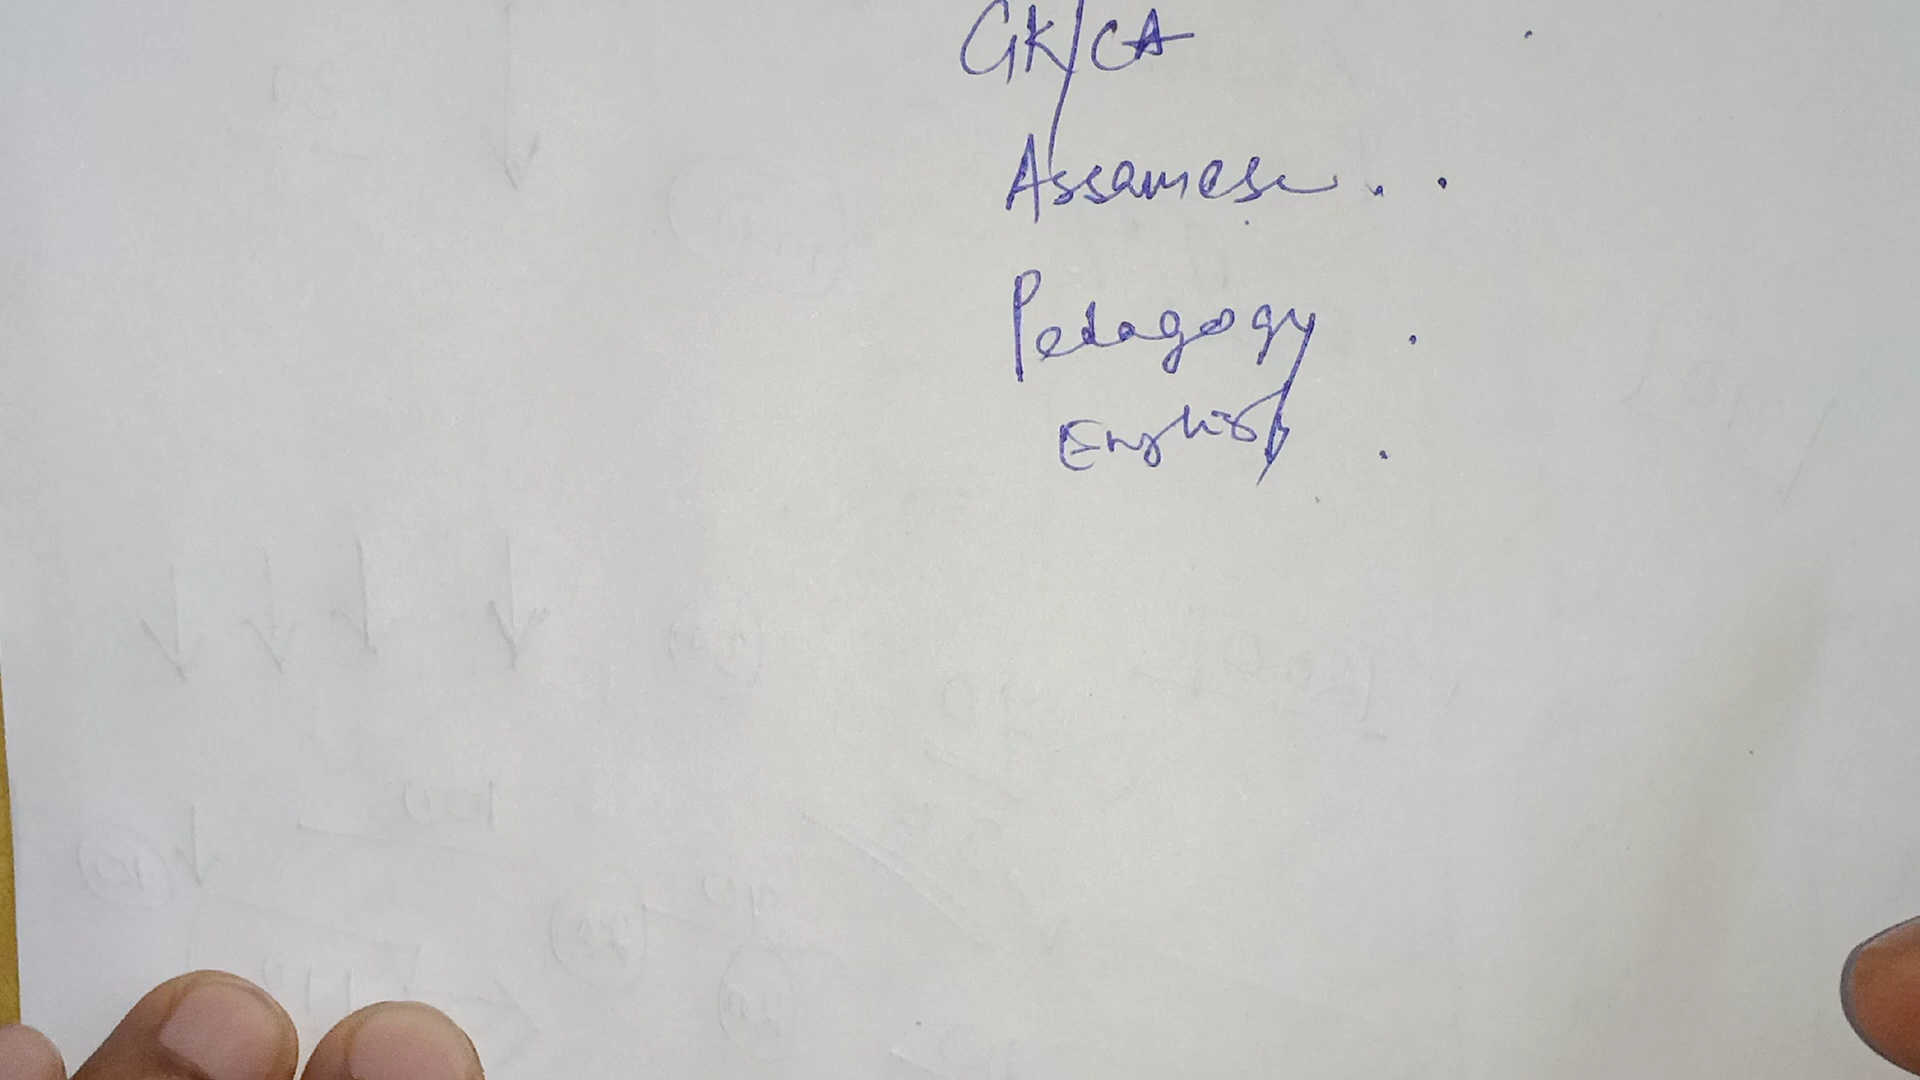 GK/CA
Assamese . .
Pedagogy .
English .